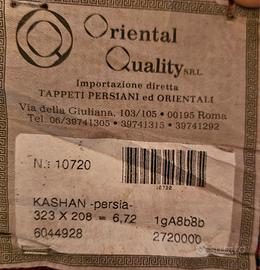 Oriental
Quality S.R.L.
Importazione diretta
TAPPETI PERSIANI ed ORIENTALI
Via della Giuliana, 103/105 • 00195 Roma
Tel. 06/39741305 • 39741315 • 39741292
N.: 10720
10720
KASHAN -persia-
323 X 208 = 6,72 1gA8b8b
6044928 2720000